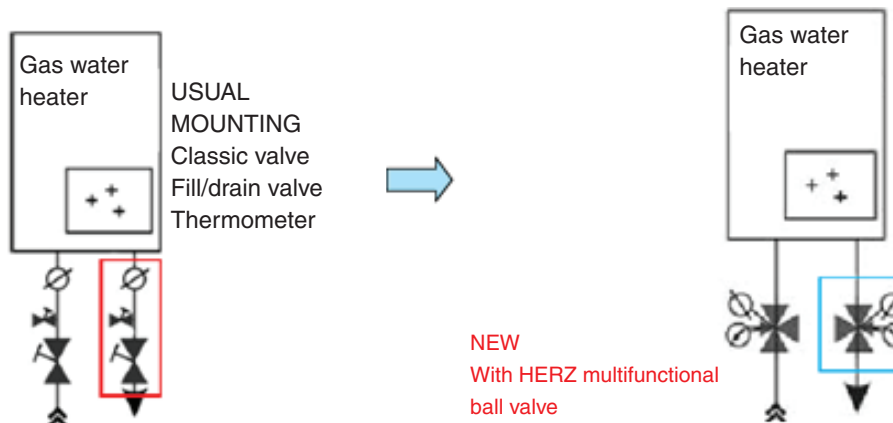 Gas water
heater
USUAL
MOUNTING
Classic valve
Fill/drain valve
Thermometer
Gas water
heater
NEW
With HERZ multifunctional
ball valve